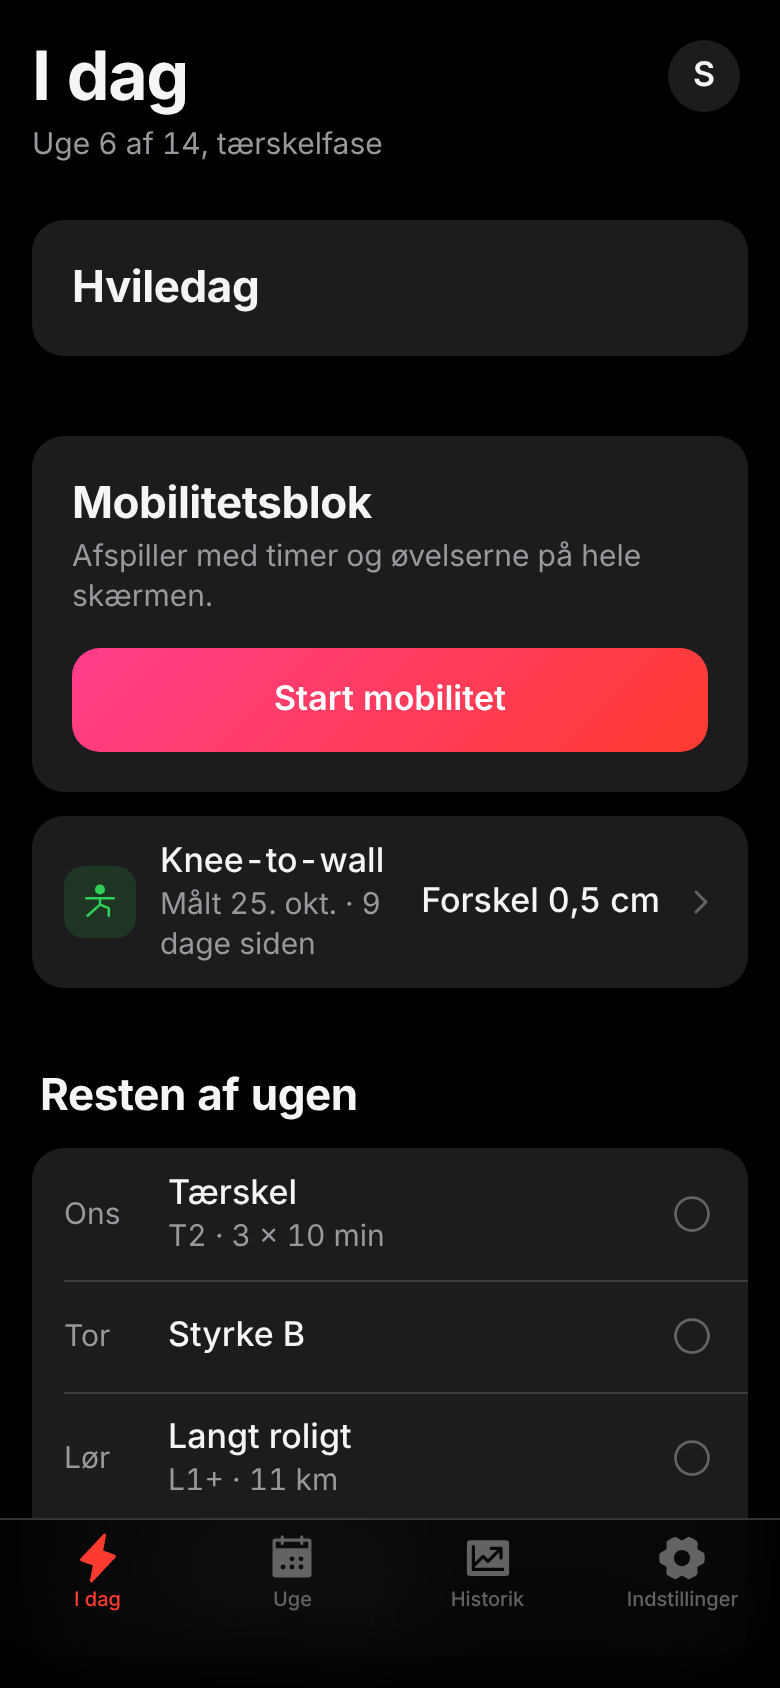 I dag
S
Uge 6 af 14, tærskelfase
Hviledag
Mobilitetsblok
Afspiller med timer og øvelserne på hele
skærmen.
Start mobilitet
Knee-to-wall
Målt 25. okt. · 9
dage siden
Forskel 0,5 cm
Resten af ugen
Ons
Tærskel
T2 · 3 × 10 min
Tor
Styrke B
Lør
Langt roligt
L1+ · 11 km
I dag
Uge
Historik
Indstillinger